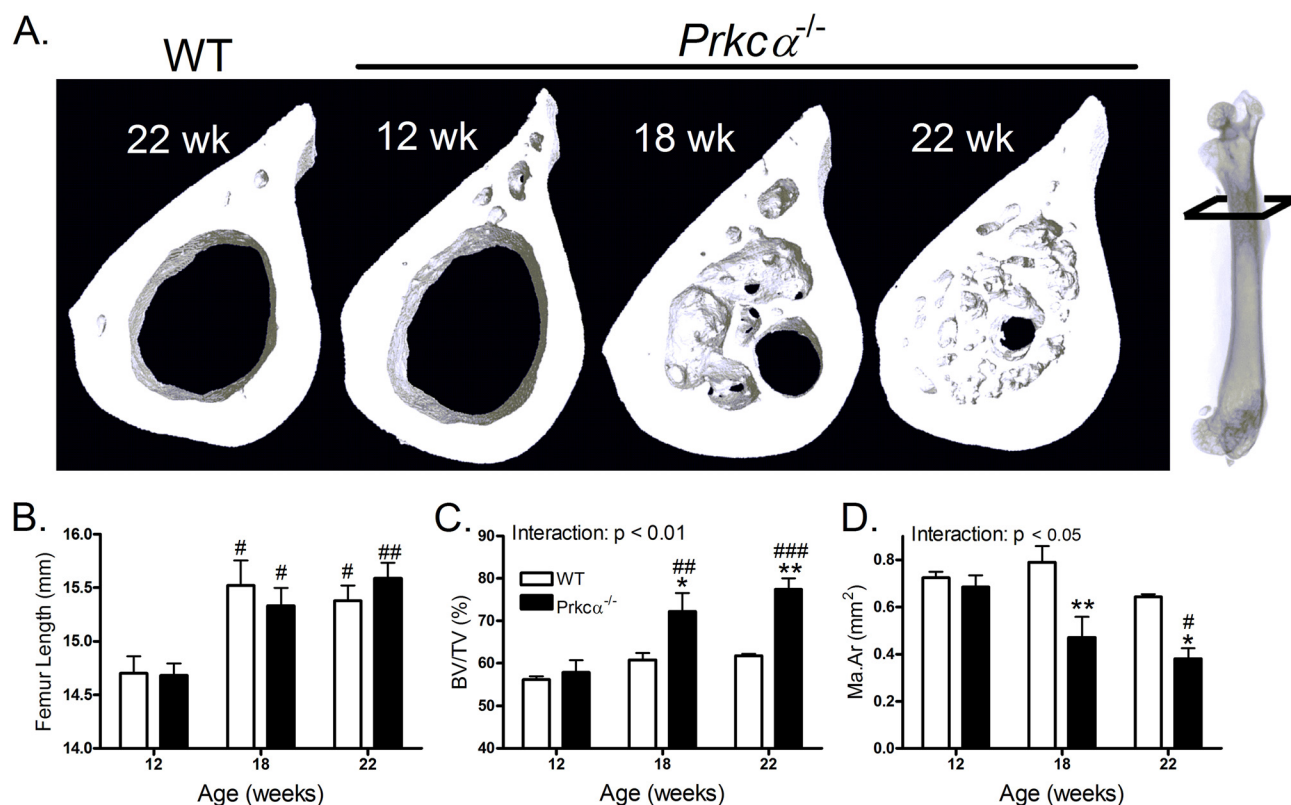 A.
WT
Prkcα-/-
22 wk
12 wk
18 wk
22 wk
B.
Femur Length (mm)
16.0
15.5
15.0
14.5
14.0
#
#
#
##
12
18
22
Age (weeks)
C.
Interaction: p < 0.01
BV/TV (%)
90
80
70
60
50
40
WT
Prkcα-/-
##
*
###
**
12
18
22
Age (weeks)
D.
Interaction: p < 0.05
Ma.Ar (mm²)
0.8
0.6
0.4
0.2
0.0
**
#
*
12
18
22
Age (weeks)